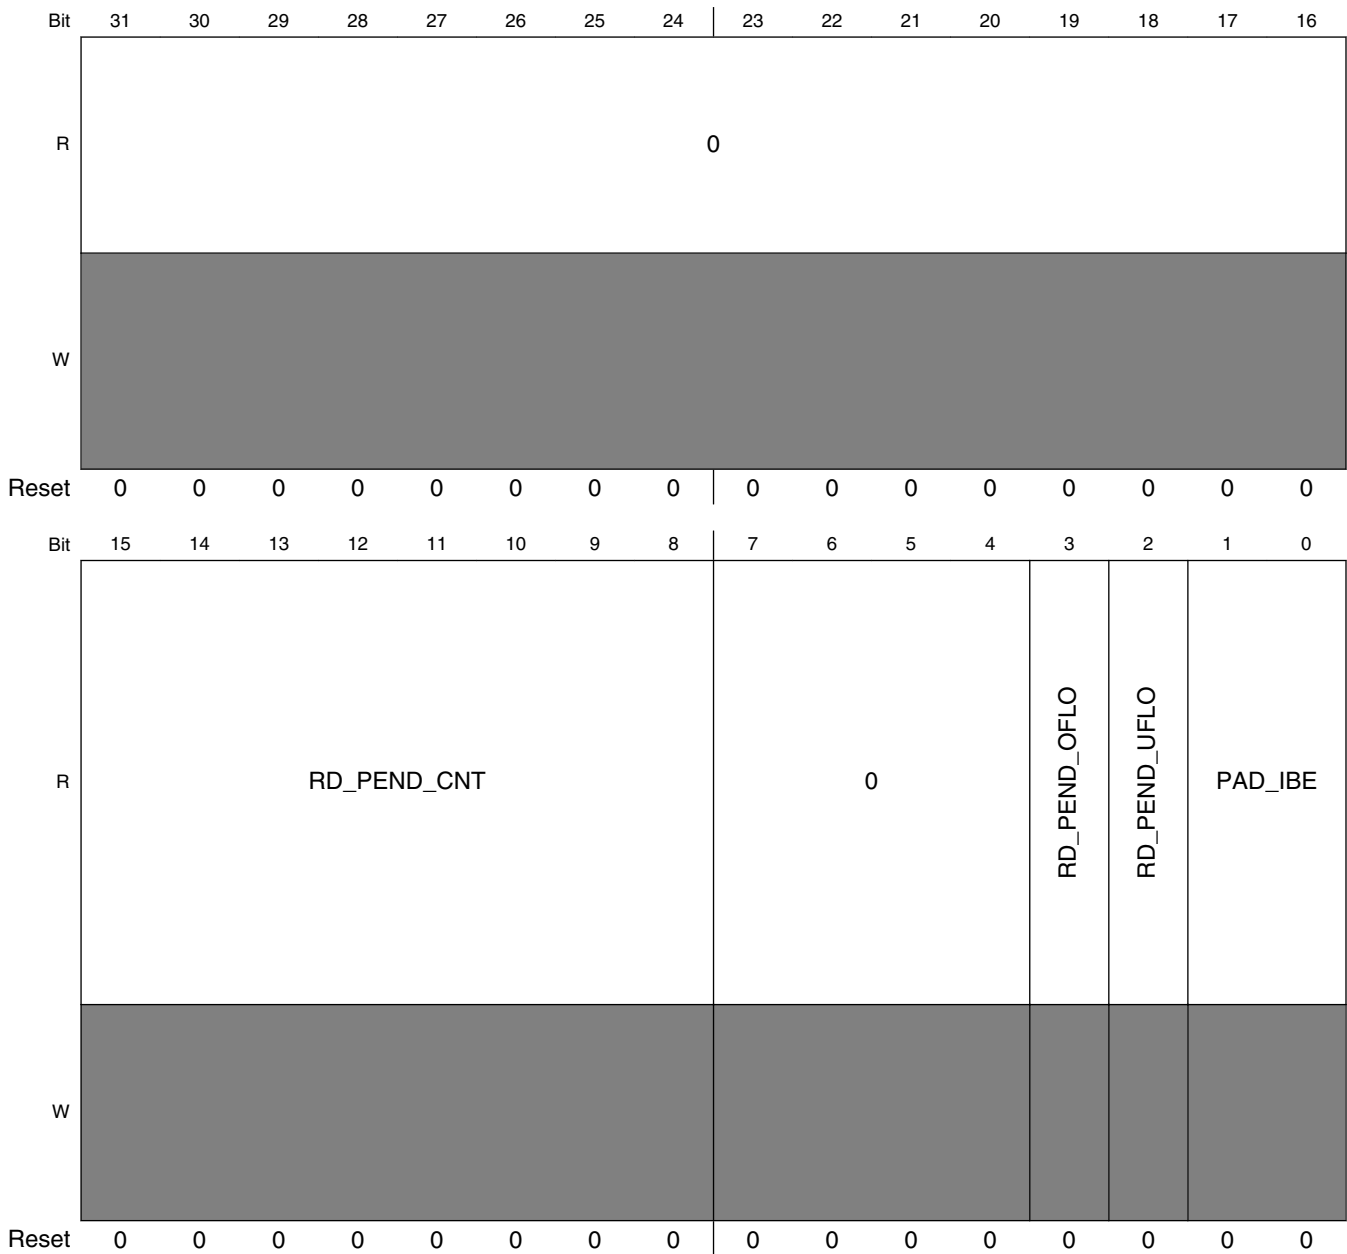 Bit 31 30 29 28 27 26 25 24 23 22 21 20 19 18 17 16
R 0
W
Reset 0 0 0 0 0 0 0 0 0 0 0 0 0 0 0 0
Bit 15 14 13 12 11 10 9 8 7 6 5 4 3 2 1 0
R RD_PEND_CNT 0 RD_PEND_OFLO RD_PEND_UFLO PAD_IBE
W
Reset 0 0 0 0 0 0 0 0 0 0 0 0 0 0 0 0